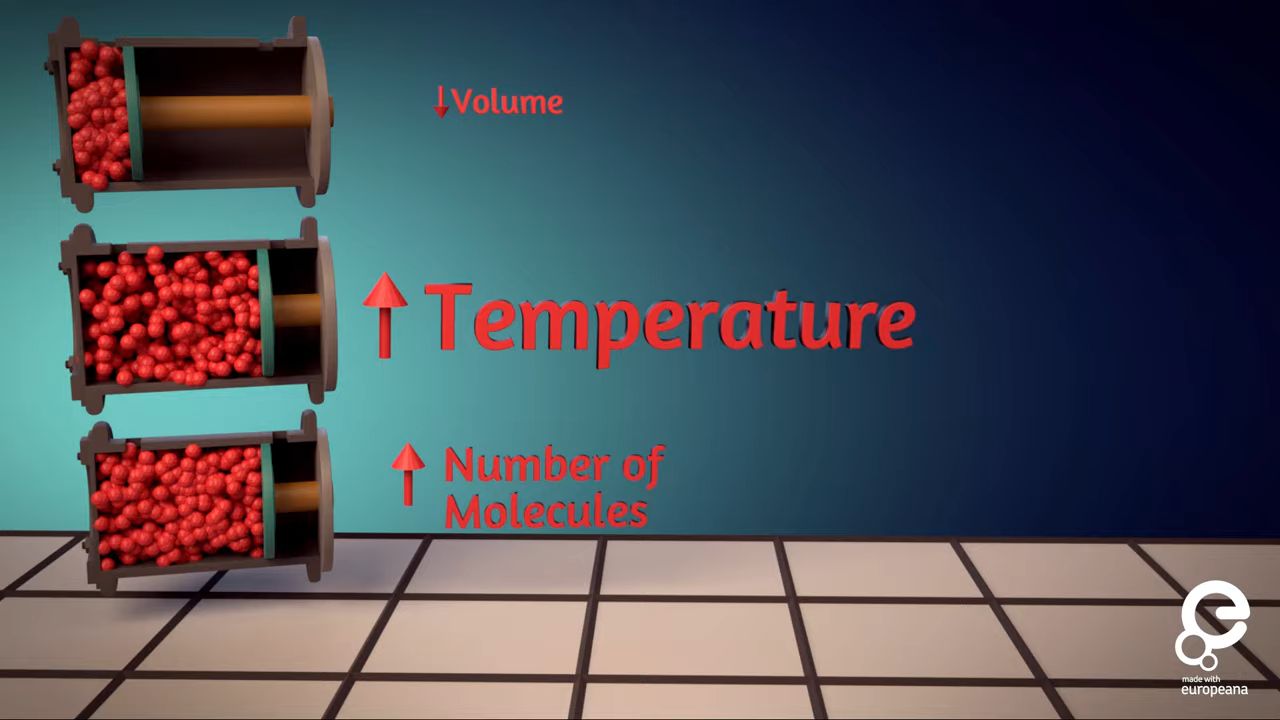 ↓Volume
↑Temperature
↑Number of
Molecules
made with
europeana